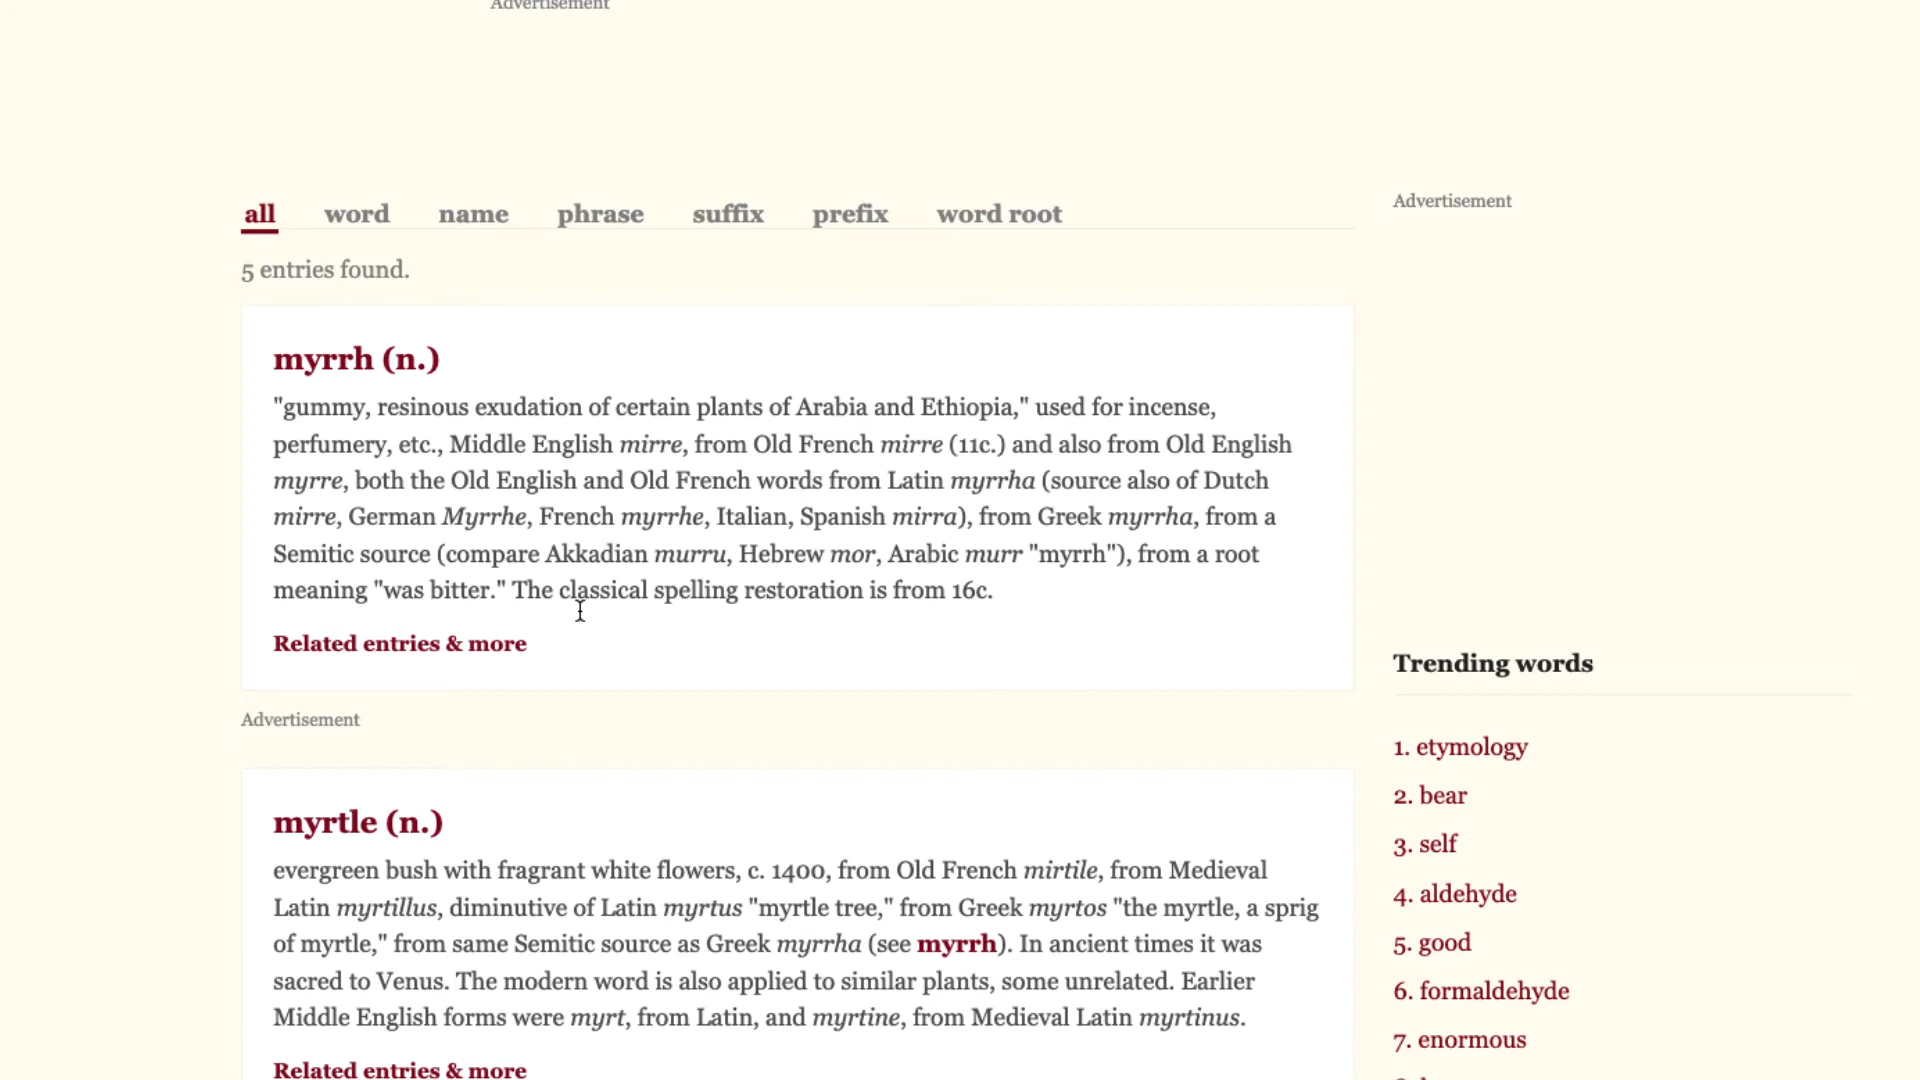 Advertisement
all word name phrase suffix prefix word root
Advertisement
5 entries found.
myrrh (n.)
"gummy, resinous exudation of certain plants of Arabia and Ethiopia," used for incense,
perfumery, etc., Middle English mirre, from Old French mirre (11c.) and also from Old English
myrre, both the Old English and Old French words from Latin myrrha (source also of Dutch
mirre, German Myrrhe, French myrrhe, Italian, Spanish mirra), from Greek myrrha, from a
Semitic source (compare Akkadian murru, Hebrew mor, Arabic murr "myrrh"), from a root
meaning "was bitter." The classical spelling restoration is from 16c.
Related entries & more
Advertisement
myrtle (n.)
evergreen bush with fragrant white flowers, c. 1400, from Old French mirtile, from Medieval
Latin myrtillus, diminutive of Latin myrtus "myrtle tree," from Greek myrtos "the myrtle, a sprig
of myrtle," from same Semitic source as Greek myrrha (see myrrh). In ancient times it was
sacred to Venus. The modern word is also applied to similar plants, some unrelated. Earlier
Middle English forms were myrt, from Latin, and myrtine, from Medieval Latin myrtinus.
Related entries & more
Trending words
1. etymology
2. bear
3. self
4. aldehyde
5. good
6. formaldehyde
7. enormous